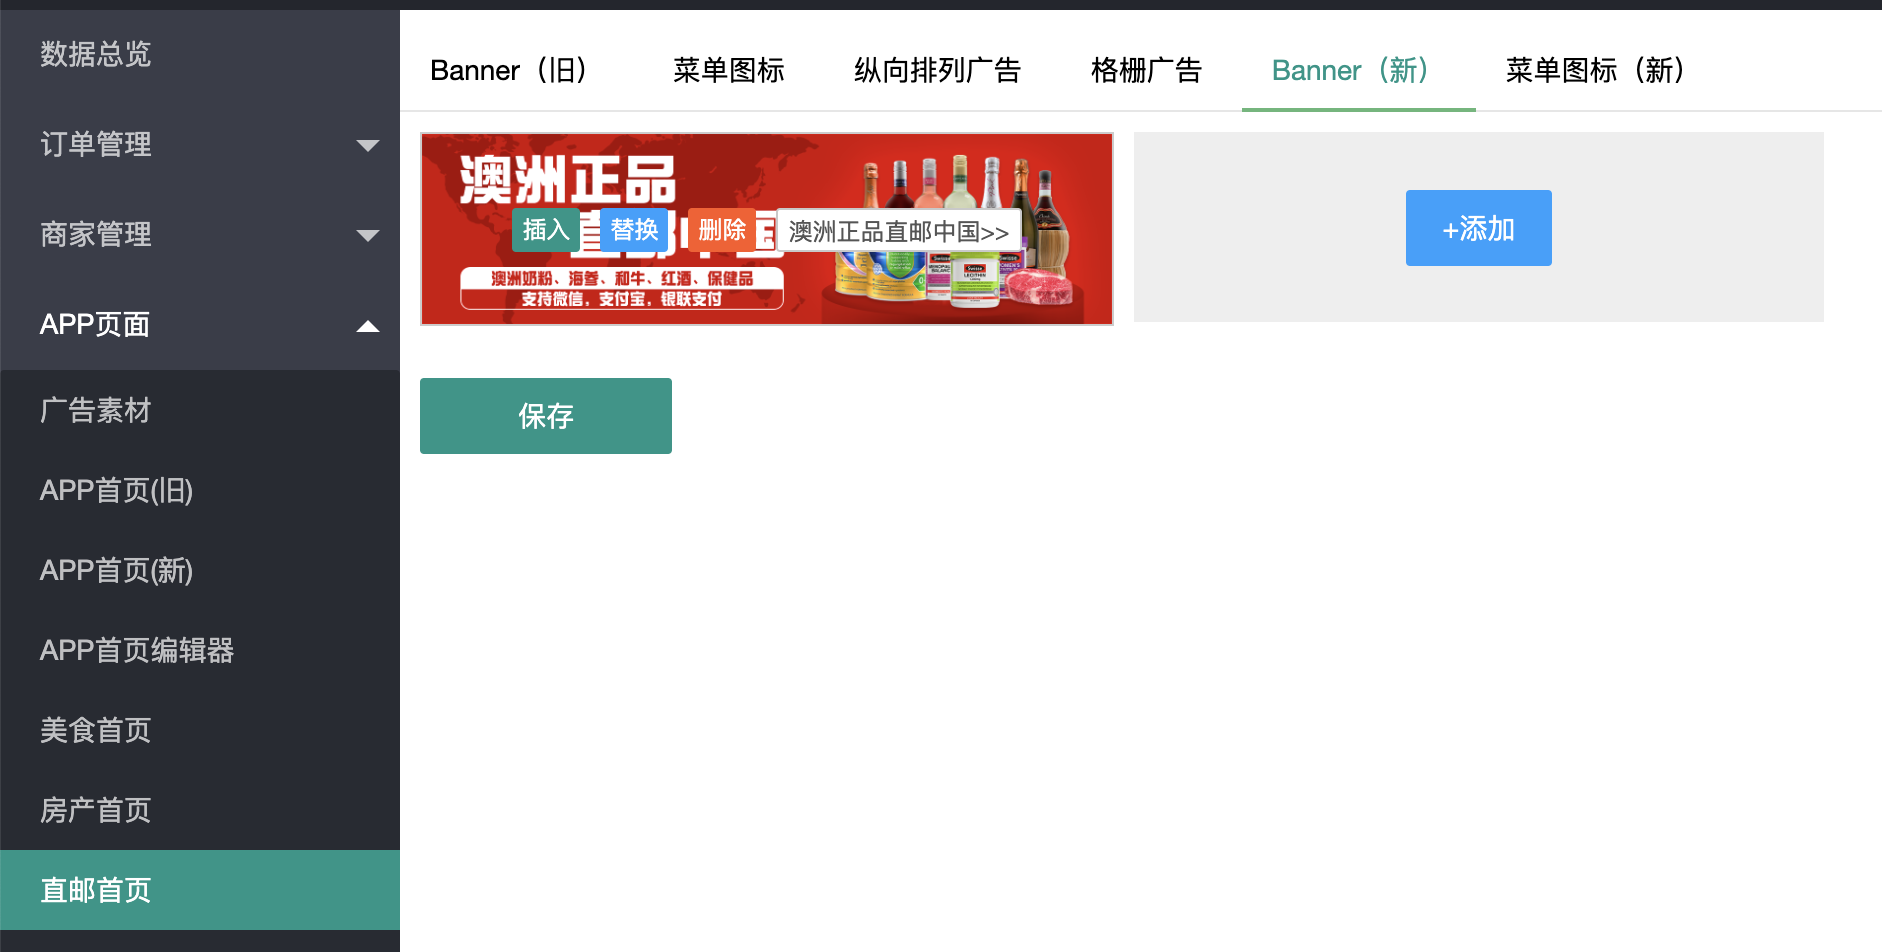 数据总览
订单管理
商家管理
APP页面
广告素材
APP首页(旧)
APP首页(新)
APP首页编辑器
美食首页
房产首页
直邮首页
Banner（旧）
菜单图标
纵向排列广告
格栅广告
Banner（新）
菜单图标（新）
澳洲正品
插入
替换
删除
澳洲正品直邮中国>>
澳洲奶粉、海参、和牛、红酒、保健品
支持微信，支付宝，银联支付
Swisse
LECITHIN
+添加
保存